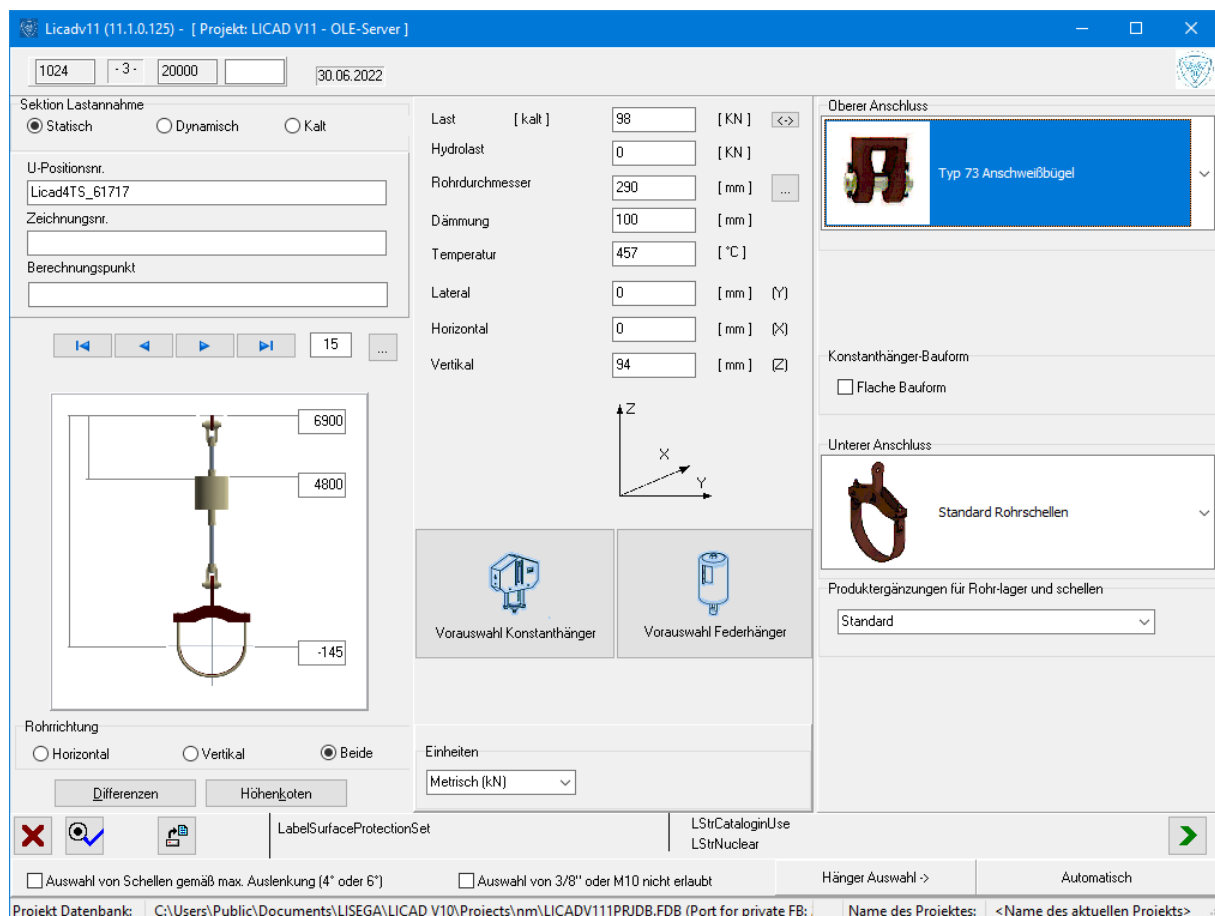 Licadv11 (11.1.0.125) - [ Projekt: LICAD V11 - OLE-Server ]
1024 - 3 - 20000 30.06.2022
Sektion Lastannahme
Statisch Dynamisch Kalt
U-Positionsnr.
Licad4TS_61717
Zeichnungsnr.
Berechnungspunkt
15 ...
6900
4800
-145
Rohrrichtung
Horizontal Vertikal Beide
Differenzen Höhenkoten
Last [ kalt ] 98 [ KN ] <->
Hydrolast 0 [ KN ]
Rohrdurchmesser 290 [ mm ] ...
Dämmung 100 [ mm ]
Temperatur 457 [ °C ]
Lateral 0 [ mm ] (Y)
Horizontal 0 [ mm ] (X)
Vertikal 94 [ mm ] (Z)
Z
X
Y
Vorauswahl Konstanthänger Vorauswahl Federhänger
Einheiten
Metrisch (kN)
Oberer Anschluss
Typ 73 Anschweißbügel
Konstanthänger-Bauform
Flache Bauform
Unterer Anschluss
Standard Rohrschellen
Produktergänzungen für Rohr-lager und schellen
Standard
LabelSurfaceProtectionSet
LStrCataloginUse
LStrNuclear
Auswahl von Schellen gemäß max. Auslenkung (4° oder 6°) Auswahl von 3/8" oder M10 nicht erlaubt Hänger Auswahl -> Automatisch
Projekt Datenbank: C:\Users\Public\Documents\LISEGA\LICAD V10\Projects\nm\LICADV111PRJDB.FDB (Port for private FB: Name des Projektes: <Name des aktuellen Projekts>